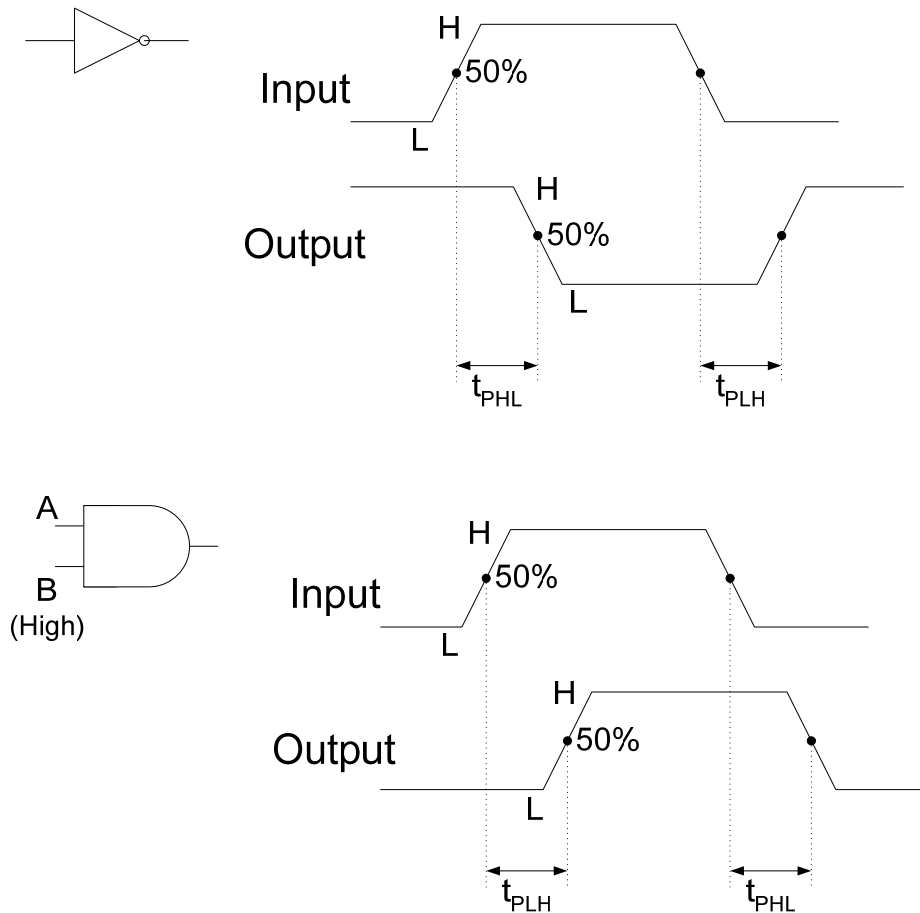 H
50%
Input
L
H
50%
Output
L
tPHL
tPLH
A
B
(High)
H
50%
Input
L
H
50%
Output
L
tPLH
tPHL